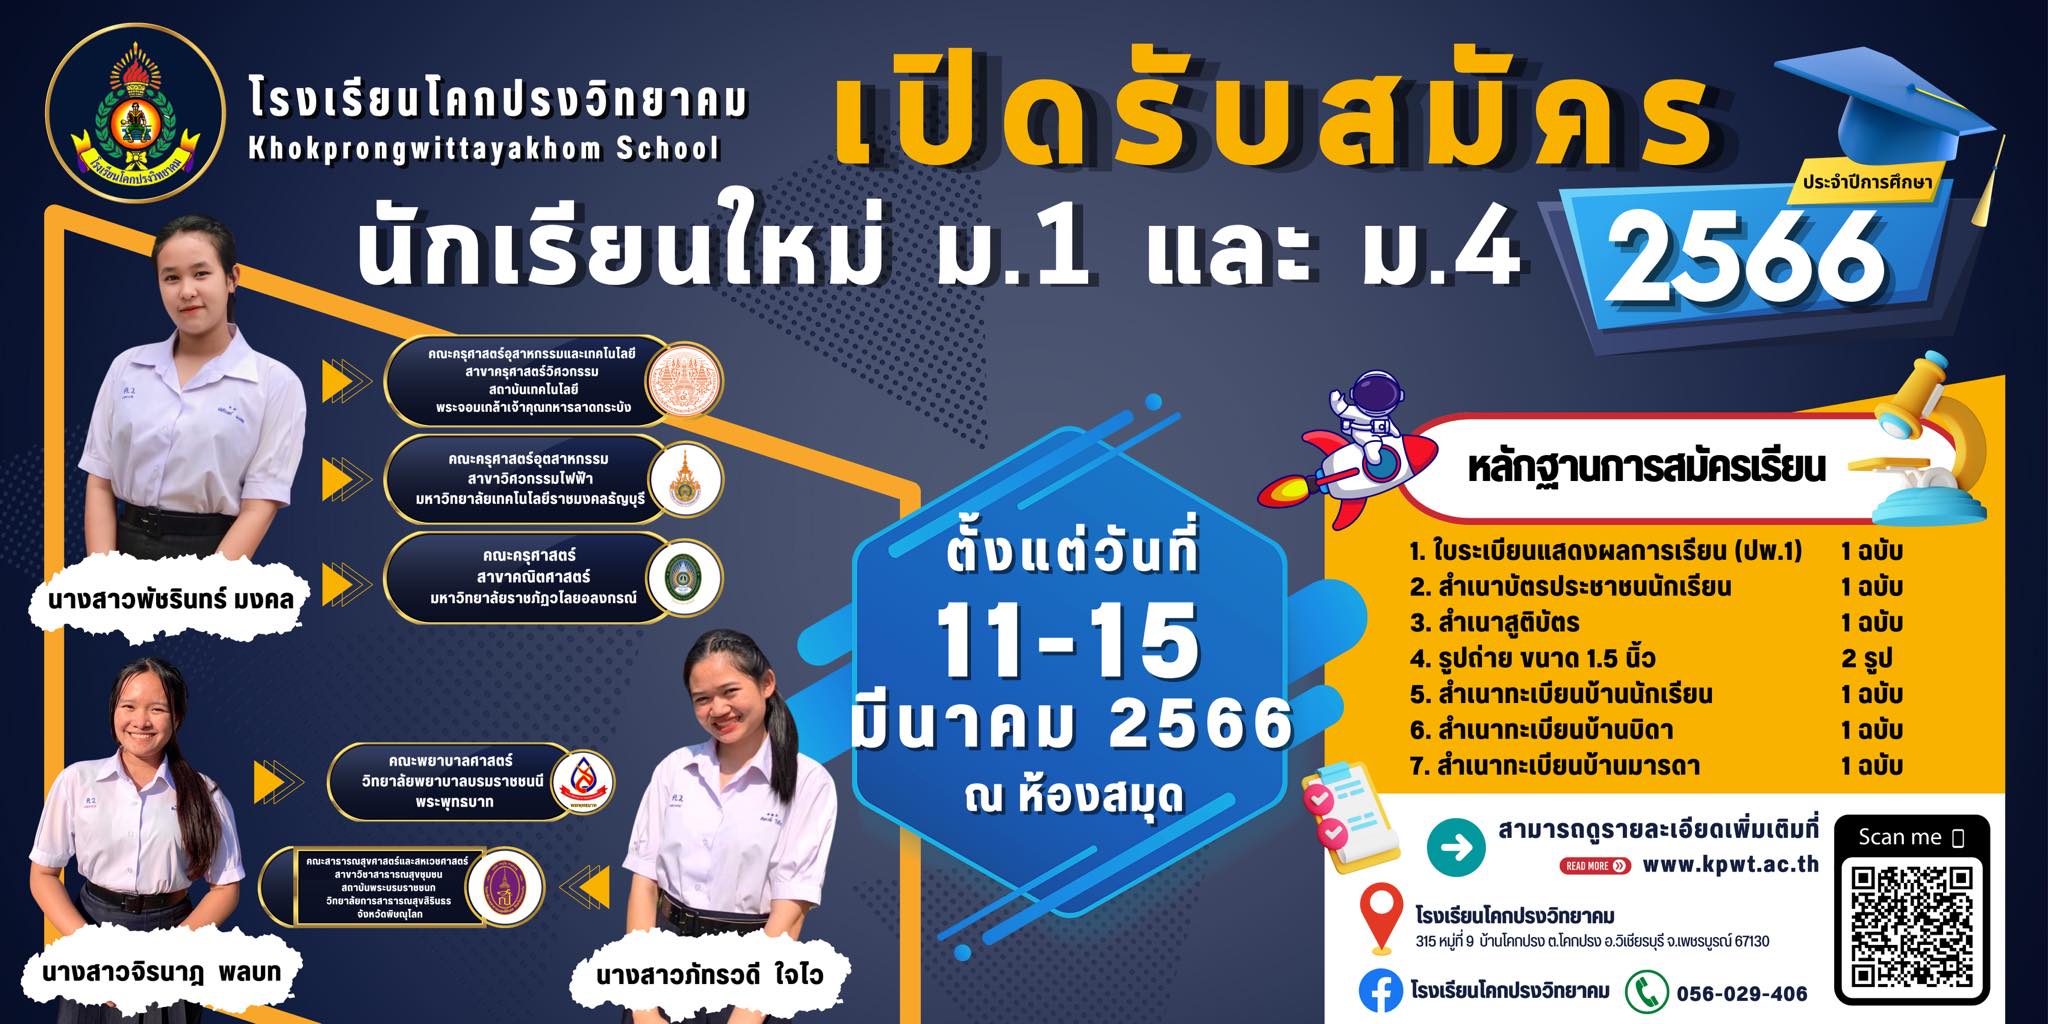 โรงเรียนโคกปรงวิทยาคม
โรงเรียนโคกปรงวิทยาคม
Khokprongwittayakhom School
เปิดรับสมัคร
นักเรียนใหม่ ม.1 และ ม.4
ประจำปีการศึกษา
2566
คณะครุศาสตร์อุสาหกรรมและเทคโนโลยี
สาขาครุศาสตร์วิศวกรรม
สถาบันเทคโนโลยี
พระจอมเกล้าเจ้าคุณทหารลาดกระบัง
คณะครุศาสตร์อุตสาหกรรม
สาขาวิศวกรรมไฟฟ้า
มหาวิทยาลัยเทคโนโลยีราชมงคลธัญบุรี
คณะครุศาสตร์
สาขาคณิตศาสตร์
มหาวิทยาลัยราชภัฏวไลยอลงกรณ์
นางสาวพัชรินทร์ มงคล
คณะพยาบาลศาสตร์
วิทยาลัยพยาบาลบรมราชชนนี
พระพุทธบาท
คณะสาธารณสุขศาสตร์และสหเวชศาสตร์
สาขาวิชาสาธารณสุขชุมชน
สถาบันพระบรมราชชนก
วิทยาลัยการสาธารณสุขสิรินธร
จังหวัดพิษณุโลก
นางสาวจิรนาฎ พลบท
นางสาวภัทรวดี ใจไว
ตั้งแต่วันที่
11-15
มีนาคม 2566
ณ ห้องสมุด
หลักฐานการสมัครเรียน
1. ใบระเบียนแสดงผลการเรียน (ปพ.1) 1 ฉบับ
2. สำเนาบัตรประชาชนนักเรียน 1 ฉบับ
3. สำเนาสูติบัตร 1 ฉบับ
4. รูปถ่าย ขนาด 1.5 นิ้ว 2 รูป
5. สำเนาทะเบียนบ้านนักเรียน 1 ฉบับ
6. สำเนาทะเบียนบ้านบิดา 1 ฉบับ
7. สำเนาทะเบียนบ้านมารดา 1 ฉบับ
สามารถดูรายละเอียดเพิ่มเติมที่
READ MORE www.kpwt.ac.th
Scan me
โรงเรียนโคกปรงวิทยาคม
315 หมู่ที่ 9 บ้านโคกปรง ต.โคกปรง อ.วิเชียรบุรี จ.เพชรบูรณ์ 67130
โรงเรียนโคกปรงวิทยาคม 056-029-406